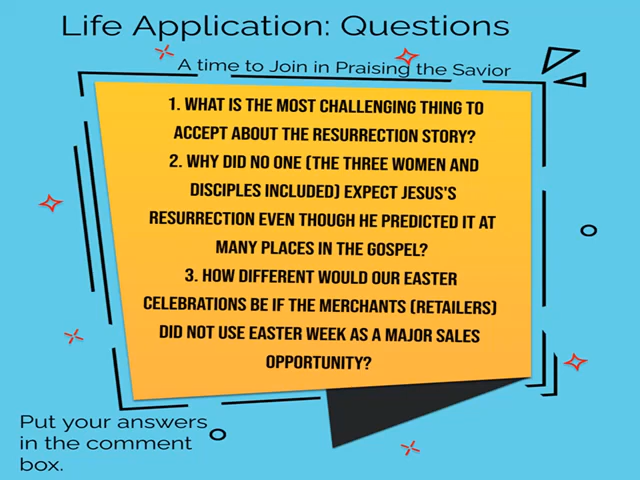 Life Application: Questions
A time to Join in Praising the Savior
1. WHAT IS THE MOST CHALLENGING THING TO
ACCEPT ABOUT THE RESURRECTION STORY?
2. WHY DID NO ONE (THE THREE WOMEN AND
DISCIPLES INCLUDED) EXPECT JESUS'S
RESURRECTION EVEN THOUGH HE PREDICTED IT AT
MANY PLACES IN THE GOSPEL?
3. HOW DIFFERENT WOULD OUR EASTER
CELEBRATIONS BE IF THE MERCHANTS (RETAILERS)
DID NOT USE EASTER WEEK AS A MAJOR SALES
OPPORTUNITY?
Put your answers
in the comment
box.